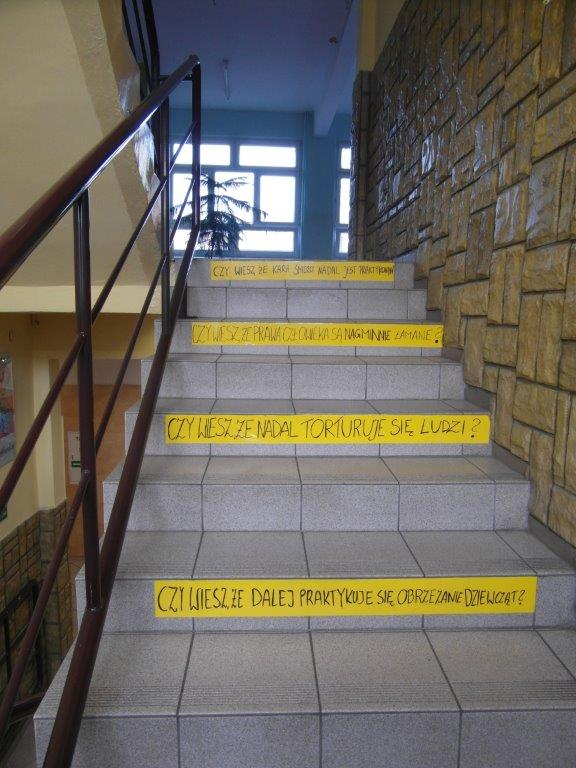 CZY WIESZ, ŻE KARA ŚMIERCI NADAL JEST
CZY WIESZ, ŻE PRAWA CZŁOWIEKA SĄ NAGMINNIE ŁAMANE?
CZY WIESZ, ŻE NADAL TORTURUJE SIĘ LUDZI?
CZY WIESZ, ŻE DALEJ PRAKTYKUJE SIĘ OBRZEZANIE DZIEWCZĄT?